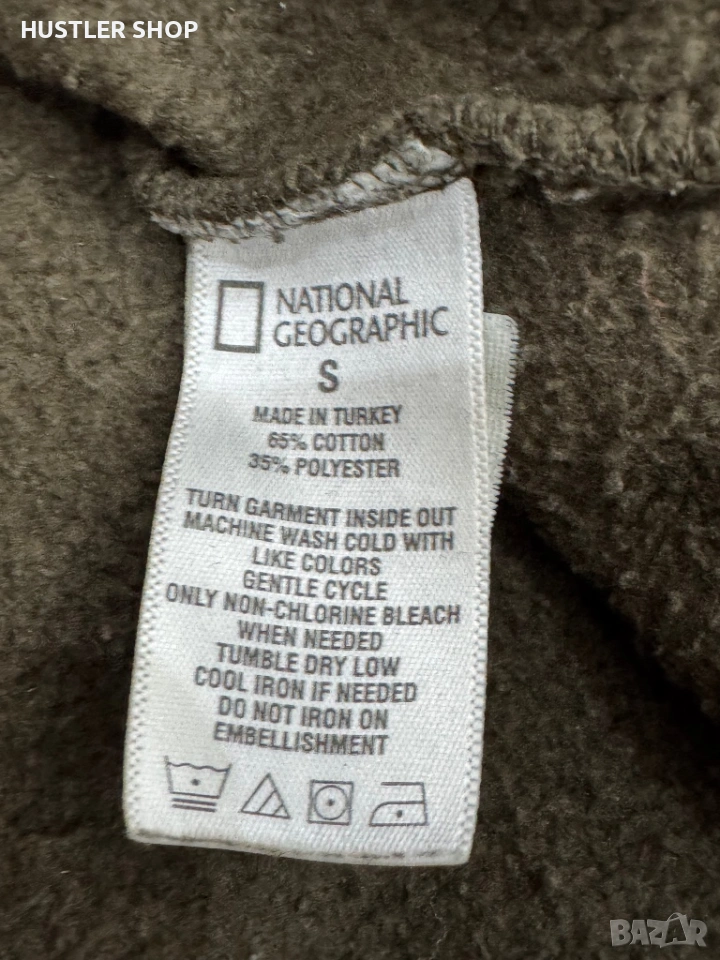 HUSTLER SHOP
NATIONAL
GEOGRAPHIC
S
MADE IN TURKEY
65% COTTON
35% POLYESTER
TURN GARMENT INSIDE OUT
MACHINE WASH COLD WITH
LIKE COLORS
GENTLE CYCLE
ONLY NON-CHLORINE BLEACH
WHEN NEEDED
TUMBLE DRY LOW
COOL IRON IF NEEDED
DO NOT IRON ON
EMBELLISHMENT
BAZAR